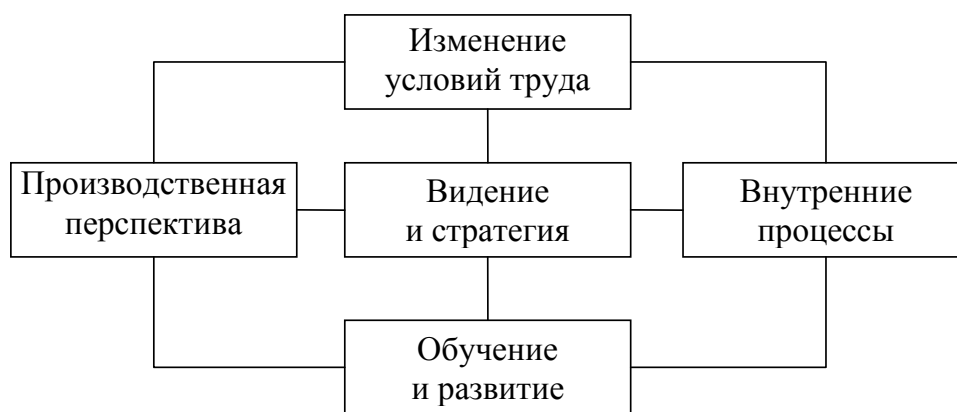 Изменение
условий труда
Производственная
перспектива
Видение
и стратегия
Внутренние
процессы
Обучение
и развитие